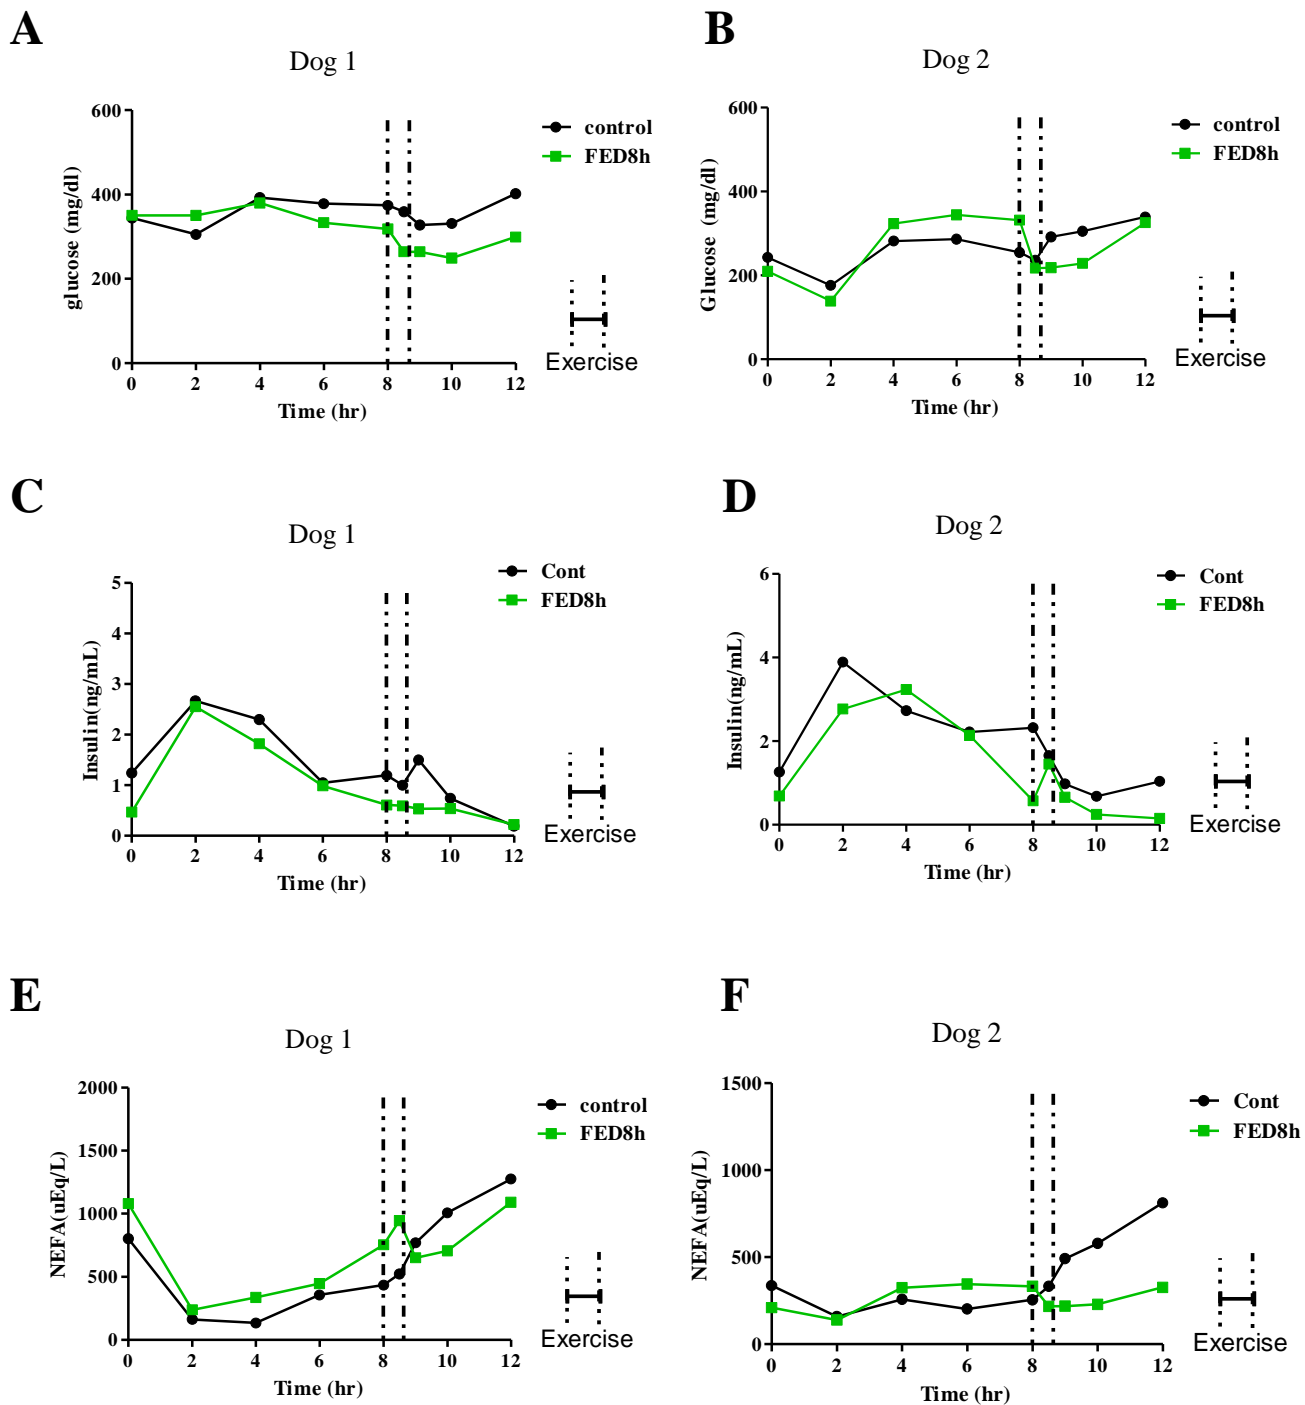 A
Dog 1
glucose (mg/dl)
600
400
200
0
0 2 4 6 8 10 12
Time (hr)
control
FED8h
Exercise
B
Dog 2
Glucose (mg/dl)
600
400
200
0
0 2 4 6 8 10 12
Time (hr)
control
FED8h
Exercise
C
Dog 1
Insulin(ng/mL)
5
4
3
2
1
0
0 2 4 6 8 10 12
Time (hr)
Cont
FED8h
Exercise
D
Dog 2
Insulin(ng/mL)
6
4
2
0
0 2 4 6 8 10 12
Time (hr)
Cont
FED8h
Exercise
E
Dog 1
NEFA(uEq/L)
2000
1500
1000
500
0
0 2 4 6 8 10 12
Time (hr)
control
FED8h
Exercise
F
Dog 2
NEFA(uEq/L)
1500
1000
500
0
0 2 4 6 8 10 12
Time (hr)
Cont
FED8h
Exercise